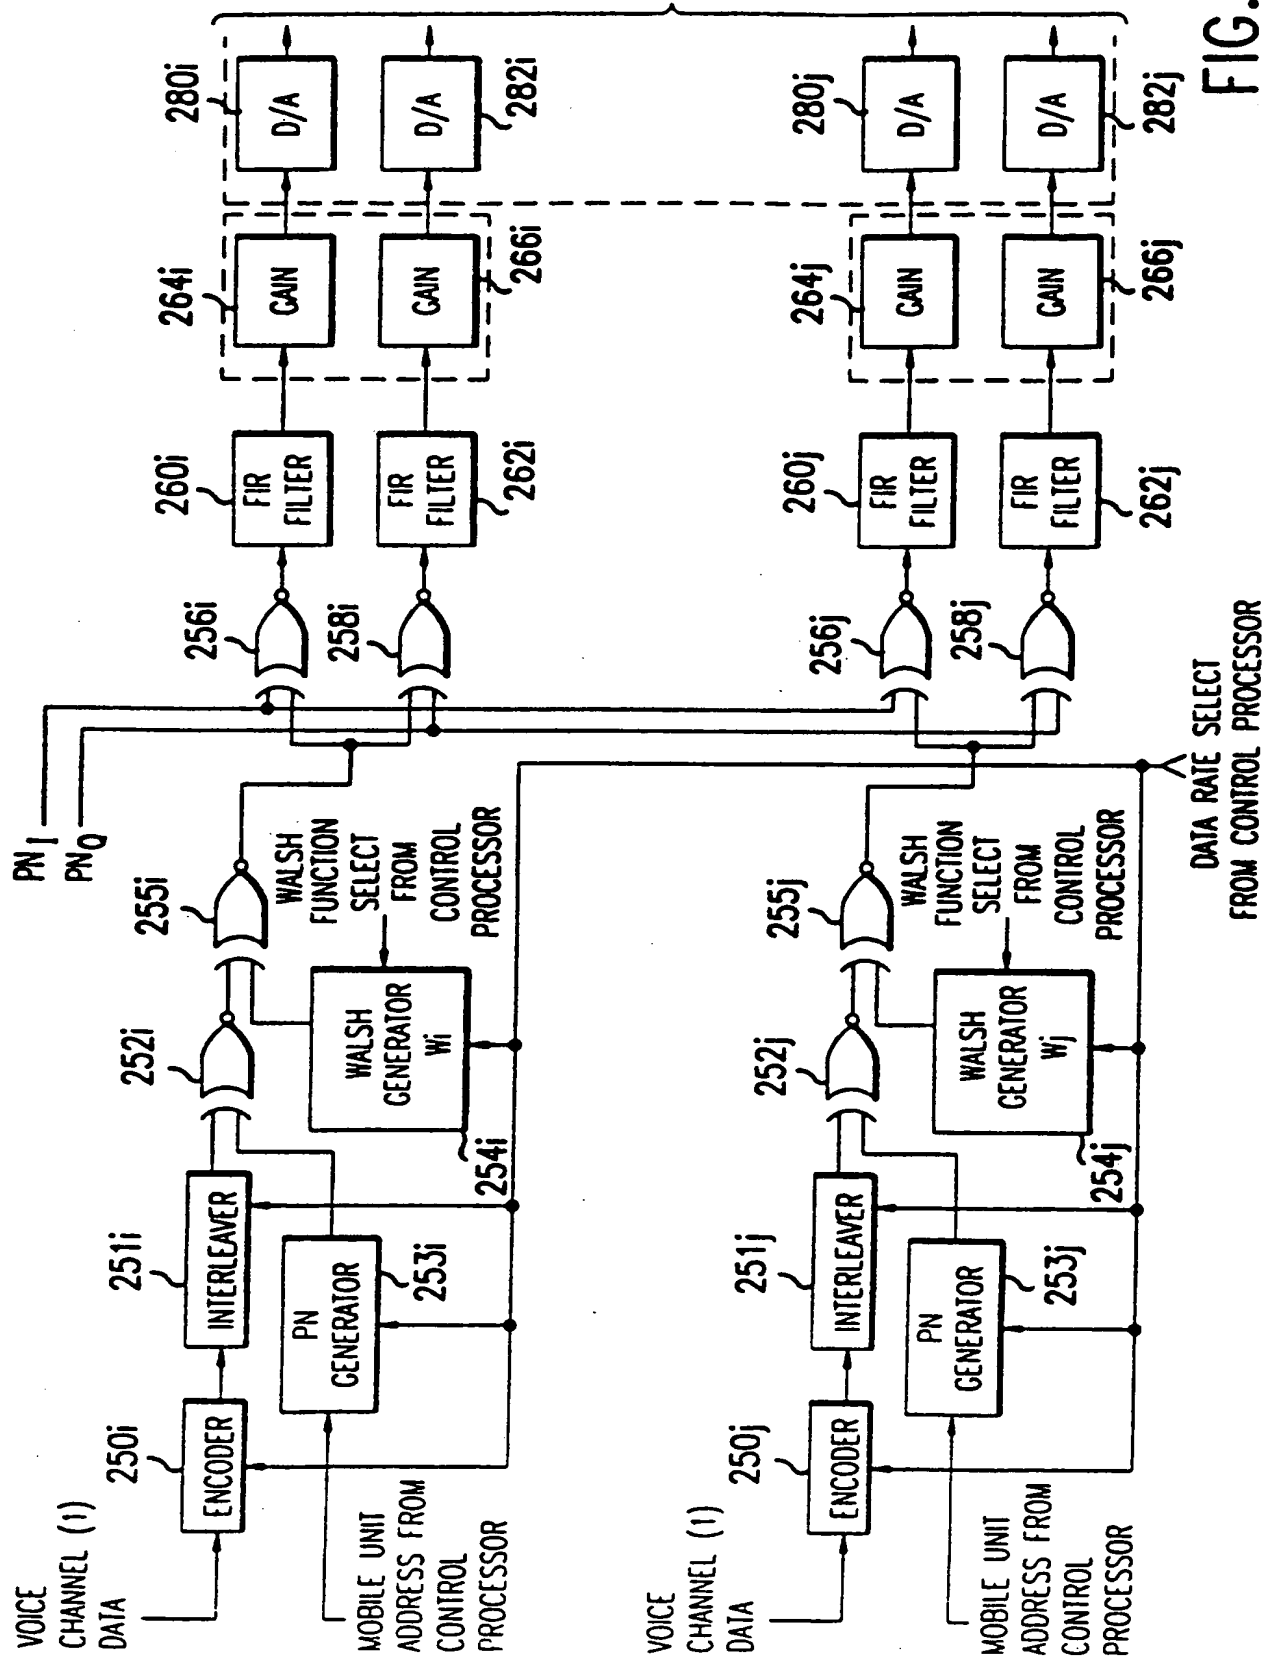 VOICE
CHANNEL (1)
DATA
250i
ENCODER
251i
INTERLEAVER
252i
255i
MOBILE UNIT
ADDRESS FROM
CONTROL
PROCESSOR
PN
GENERATOR
253i
WALSH
GENERATOR
Wi
254i
WALSH
FUNCTION
SELECT
FROM
CONTROL
PROCESSOR
PN I
PN Q
256i
258i
260i
FIR
FILTER
FIR
FILTER
262i
264i
GAIN
GAIN
266i
280i
D/A
D/A
282i
VOICE
CHANNEL (1)
DATA
250j
ENCODER
251j
INTERLEAVER
252j
255j
MOBILE UNIT
ADDRESS FROM
CONTROL
PROCESSOR
PN
GENERATOR
253j
WALSH
GENERATOR
Wj
254j
WALSH
FUNCTION
SELECT
FROM
CONTROL
PROCESSOR
256j
258j
260j
FIR
FILTER
FIR
FILTER
262j
264j
GAIN
GAIN
266j
280j
D/A
D/A
282j
DATA RATE SELECT
FROM CONTROL PROCESSOR
FIG.